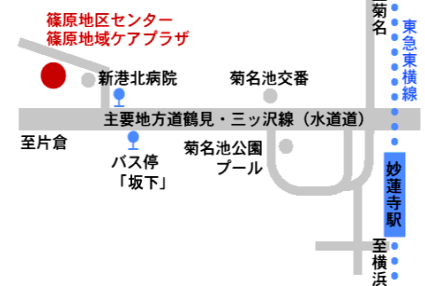 篠原地区センター
篠原地域ケアプラザ
新港北病院
菊名池交番
菊名
東急東横線
主要地方道鶴見・三ッ沢線（水道道）
至片倉
バス停
「坂下」
菊名池公園
プール
妙蓮寺駅
至横浜